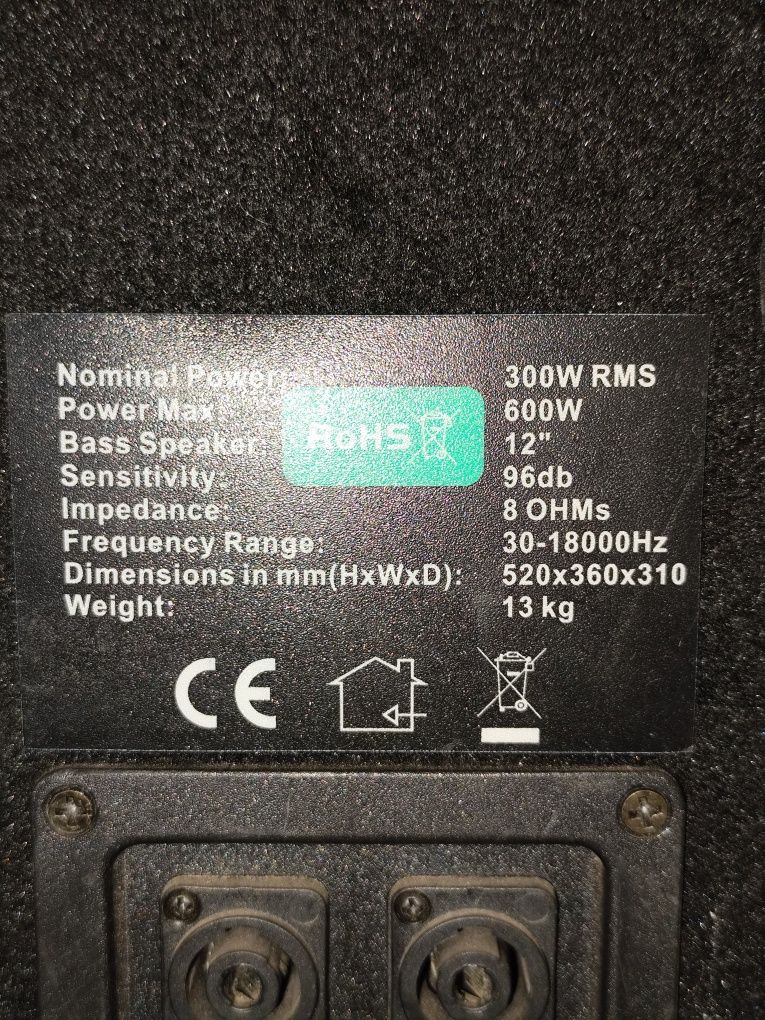 Nominal Power: 300W RMS
Power Max 600W
Bass Speaker 12"
RoHS
Sensitivity: 96db
Impedance: 8 OHMs
Frequency Range: 30-18000Hz
Dimensions in mm(HxWxD): 520x360x310
Weight: 13 kg
CE